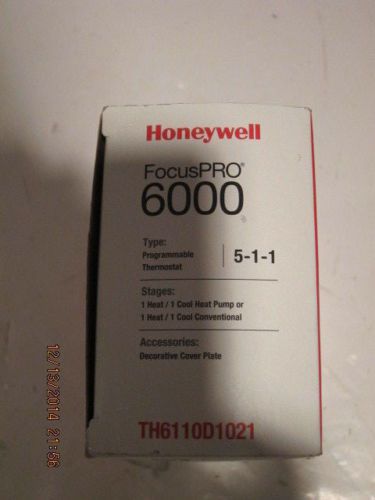 Honeywell
FocusPRO®
6000
Type:
Programmable
Thermostat
5-1-1
Stages:
1 Heat / 1 Cool Heat Pump or
1 Heat / 1 Cool Conventional
Accessories:
Decorative Cover Plate
TH6110D1021
12/13/2014 21:56